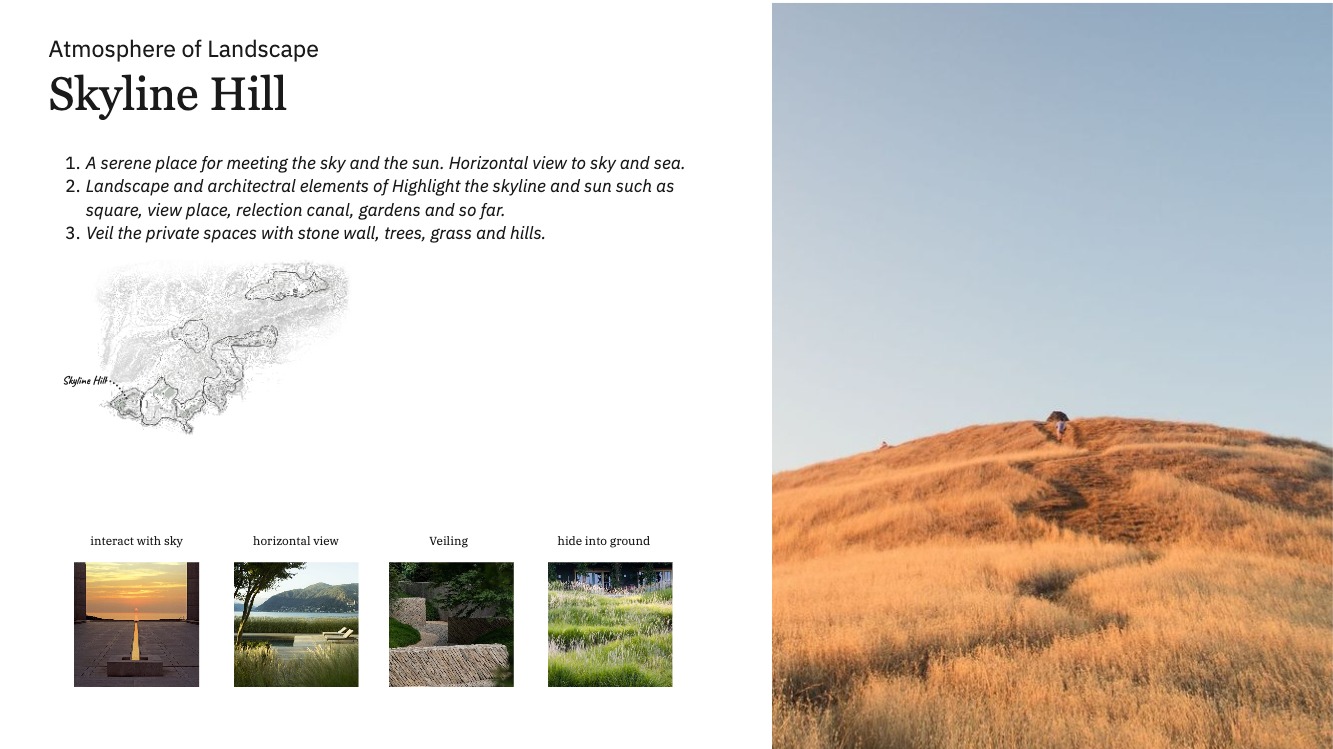 Atmosphere of Landscape
Skyline Hill
1. A serene place for meeting the sky and the sun. Horizontal view to sky and sea.
2. Landscape and architectral elements of Highlight the skyline and sun such as
square, view place, relection canal, gardens and so far.
3. Veil the private spaces with stone wall, trees, grass and hills.
Skyline Hill
interact with sky
horizontal view
Veiling
hide into ground